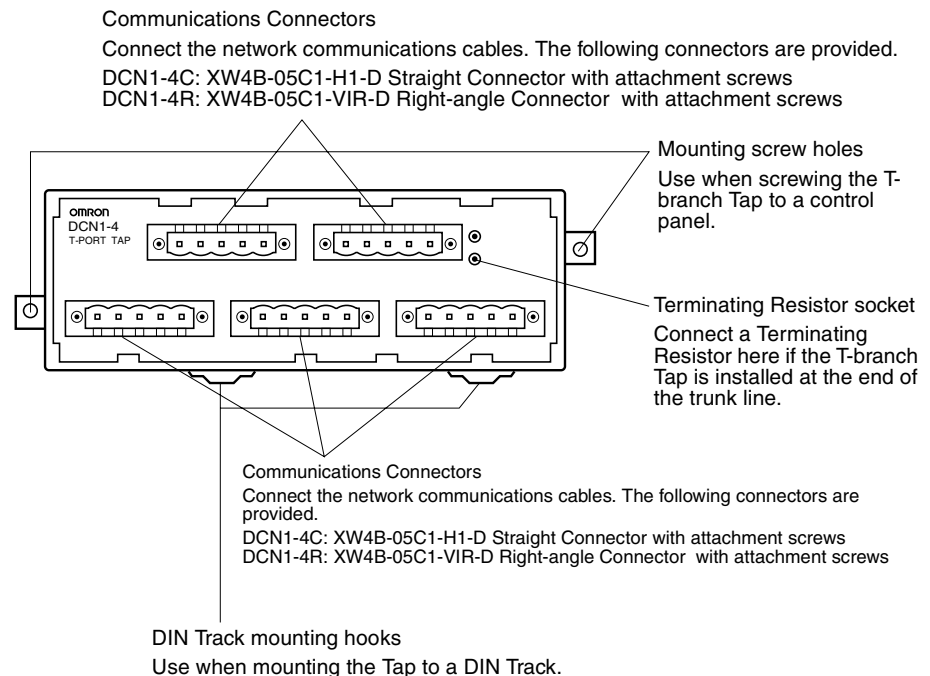 Communications Connectors
Connect the network communications cables. The following connectors are provided.
DCN1-4C: XW4B-05C1-H1-D Straight Connector with attachment screws
DCN1-4R: XW4B-05C1-VIR-D Right-angle Connector with attachment screws
Mounting screw holes
Use when screwing the T-
branch Tap to a control
panel.
OMRON
DCN1-4
T-PORT TAP
Terminating Resistor socket
Connect a Terminating
Resistor here if the T-branch
Tap is installed at the end of
the trunk line.
Communications Connectors
Connect the network communications cables. The following connectors are
provided.
DCN1-4C: XW4B-05C1-H1-D Straight Connector with attachment screws
DCN1-4R: XW4B-05C1-VIR-D Right-angle Connector with attachment screws
DIN Track mounting hooks
Use when mounting the Tap to a DIN Track.